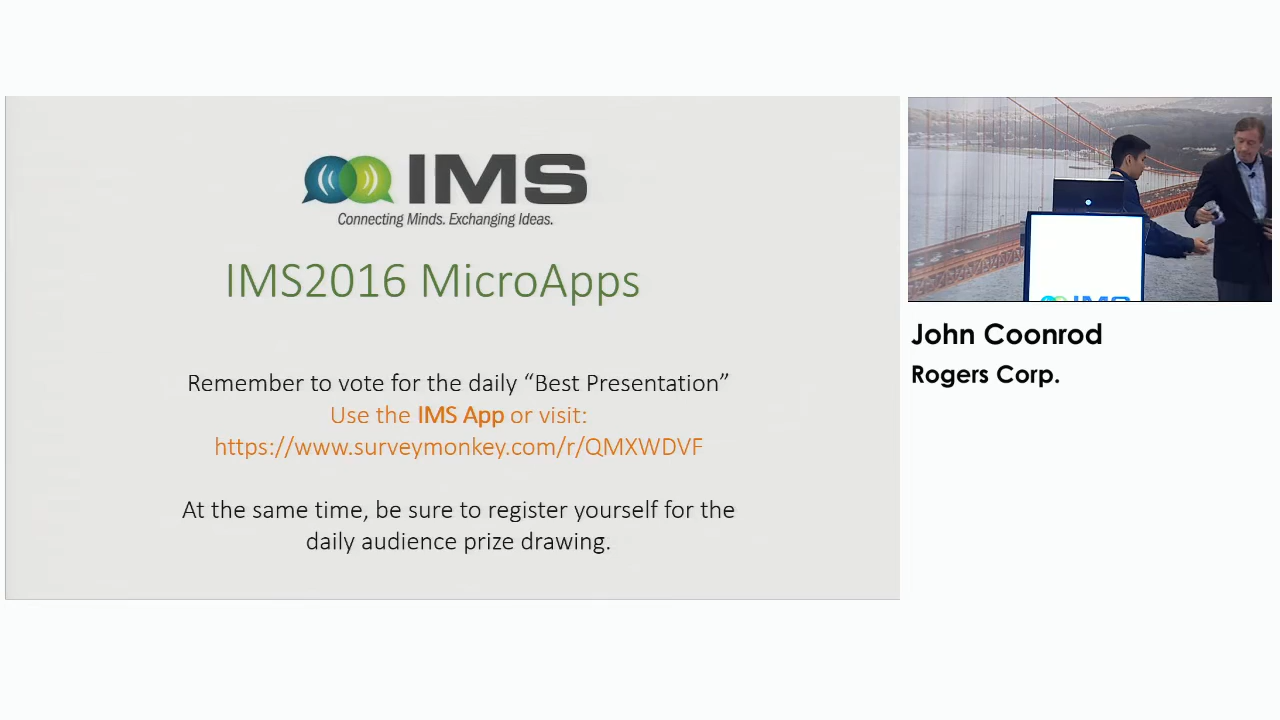 IMS
Connecting Minds. Exchanging Ideas.
IMS2016 MicroApps
Remember to vote for the daily “Best Presentation”
Use the IMS App or visit:
https://www.surveymonkey.com/r/QMXWDVF
At the same time, be sure to register yourself for the
daily audience prize drawing.
IMS
John Coonrod
Rogers Corp.